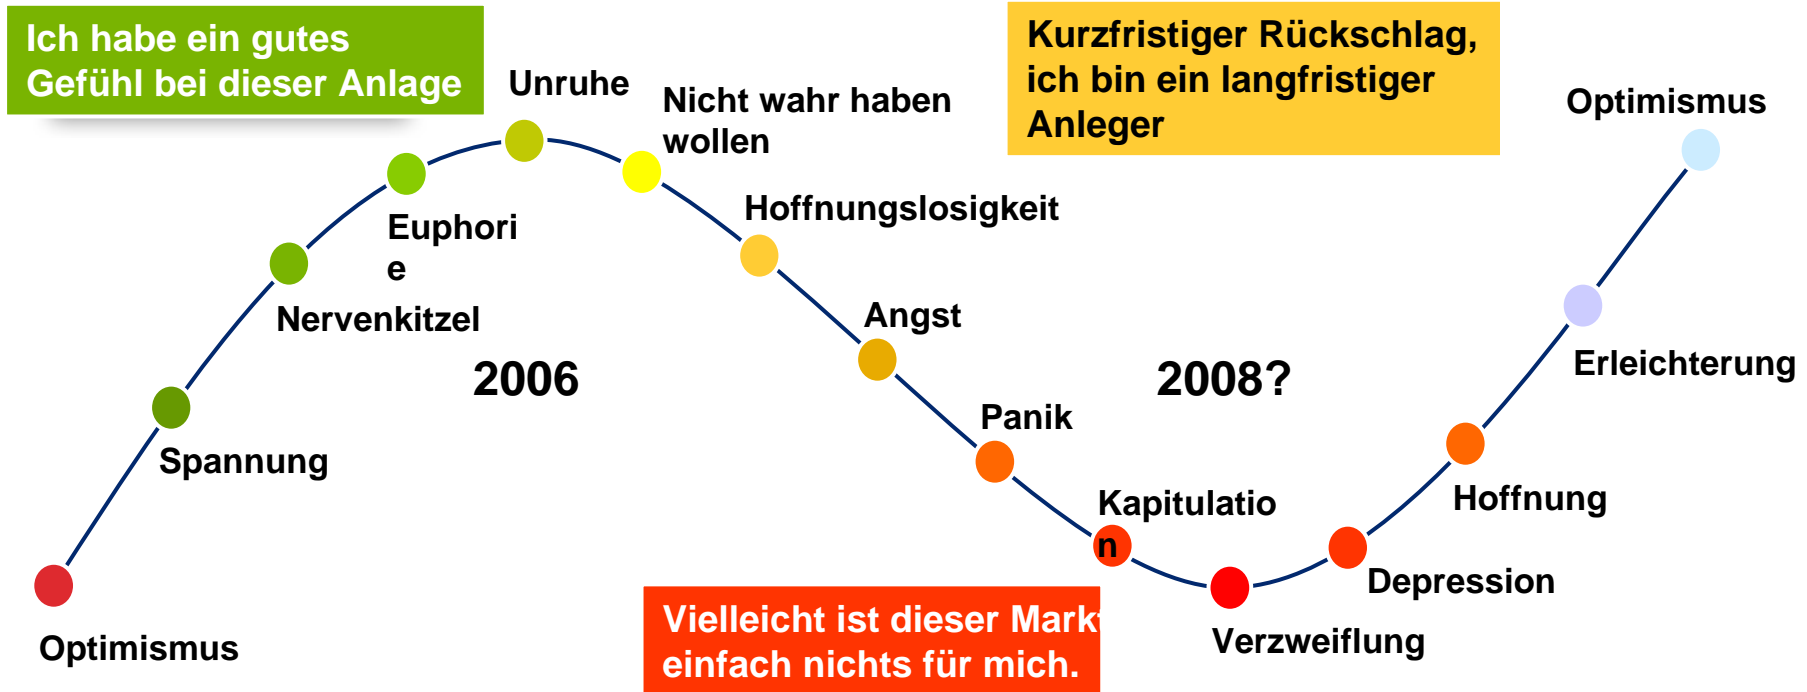 Ich habe ein gutes
Gefühl bei dieser Anlage
Unruhe
Nicht wahr haben
wollen
Kurzfristiger Rückschlag,
ich bin ein langfristiger
Anleger
Optimismus
Euphori
e
Hoffnungslosigkeit
Nervenkitzel
Angst
2006
2008?
Erleichterung
Panik
Spannung
Kapitulatio
n
Hoffnung
Depression
Vielleicht ist dieser Markt
einfach nichts für mich.
Verzweiflung
Optimismus